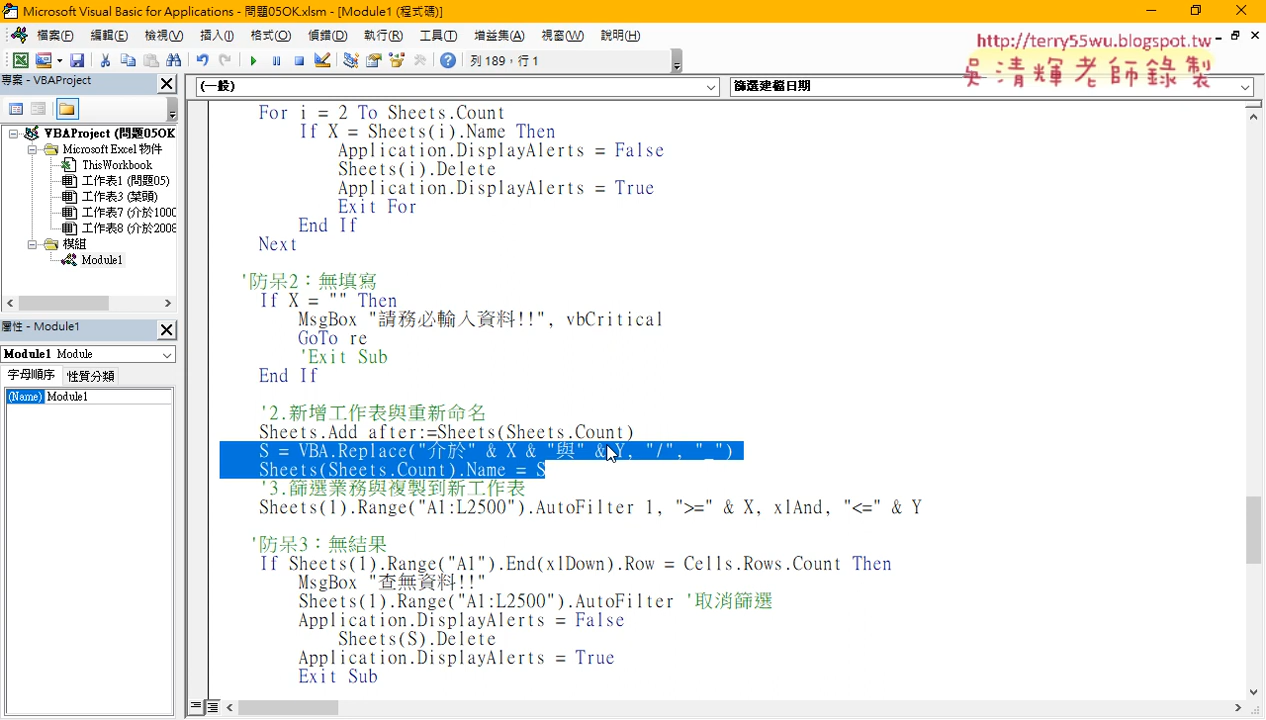 Microsoft Visual Basic for Applications - 問題05OK.xlsm - [Module1 (程式碼)]
檔案(F) 編輯(E) 檢視(V) 插入(I) 格式(O) 偵錯(D) 執行(R) 工具(T) 增益集(A) 視窗(W) 說明(H)
http://terry55wu.blogspot.tw
吳清輝老師錄製
列 189，行 1
專案 - VBAProject
(一般)
篩選建檔日期
VBAProject (問題05OK
Microsoft Excel 物件
ThisWorkbook
工作表1 (問題05)
工作表3 (菜頭)
工作表7 (介於1000
工作表8 (介於2008
模組
Module1
屬性 - Module1
Module1 Module
字母順序 性質分類
(Name) Module1
For i = 2 To Sheets.Count
If X = Sheets(i).Name Then
Application.DisplayAlerts = False
Sheets(i).Delete
Application.DisplayAlerts = True
Exit For
End If
Next
'防呆2：無填寫
If X = "" Then
MsgBox "請務必輸入資料!!", vbCritical
GoTo re
'Exit Sub
End If
'2.新增工作表與重新命名
Sheets.Add after:=Sheets(Sheets.Count)
S = VBA.Replace("介於" & X & "與" & Y, "/", "_")
Sheets(Sheets.Count).Name = S
'3.篩選業務與複製到新工作表
Sheets(1).Range("A1:L2500").AutoFilter 1, ">=" & X, xlAnd, "<=" & Y
'防呆3：無結果
If Sheets(1).Range("A1").End(xlDown).Row = Cells.Rows.Count Then
MsgBox "查無資料!!"
Sheets(1).Range("A1:L2500").AutoFilter '取消篩選
Application.DisplayAlerts = False
Sheets(S).Delete
Application.DisplayAlerts = True
Exit Sub